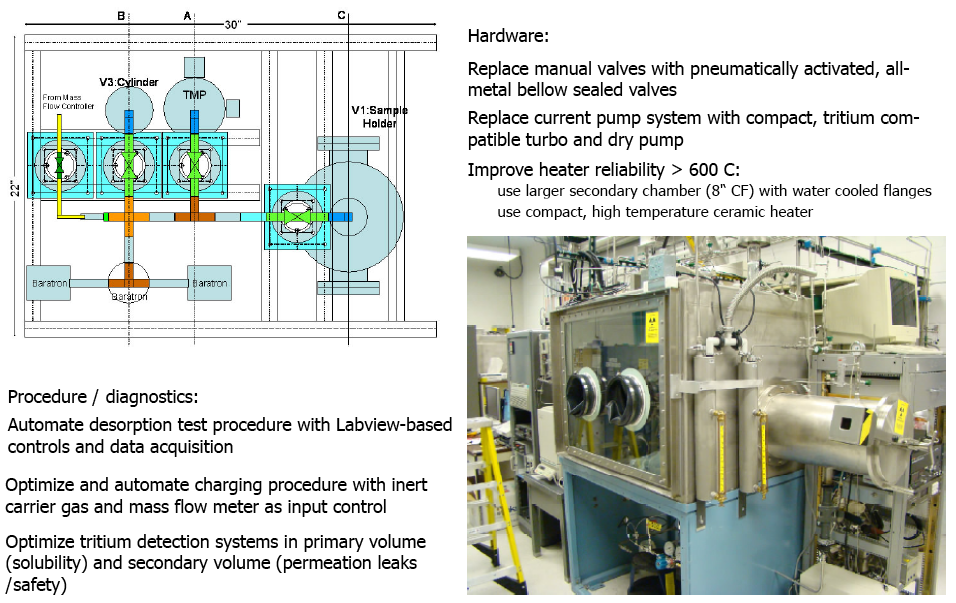 B
A
C
30"
V3:Cylinder
TMP
From Mass
Flow Controller
V1:Sample
Holder
22"
Baratron
Baratron
Baratron
Hardware:
Replace manual valves with pneumatically activated, all-
metal bellow sealed valves
Replace current pump system with compact, tritium com-
patible turbo and dry pump
Improve heater reliability > 600 C:
use larger secondary chamber (8" CF) with water cooled flanges
use compact, high temperature ceramic heater
Procedure / diagnostics:
Automate desorption test procedure with Labview-based
controls and data acquisition
Optimize and automate charging procedure with inert
carrier gas and mass flow meter as input control
Optimize tritium detection systems in primary volume
(solubility) and secondary volume (permeation leaks
/safety)